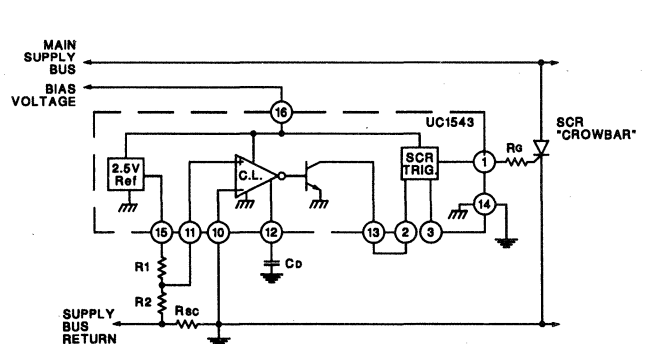 MAIN
SUPPLY
BUS
BIAS
VOLTAGE
16
UC1543
SCR
"CROWBAR"
2.5V
Ref
+
C.L.
-
SCR
TRIG.
1
RG
14
15
11
10
12
13
2
3
R1
CD
R2
SUPPLY
BUS
RETURN
RSC